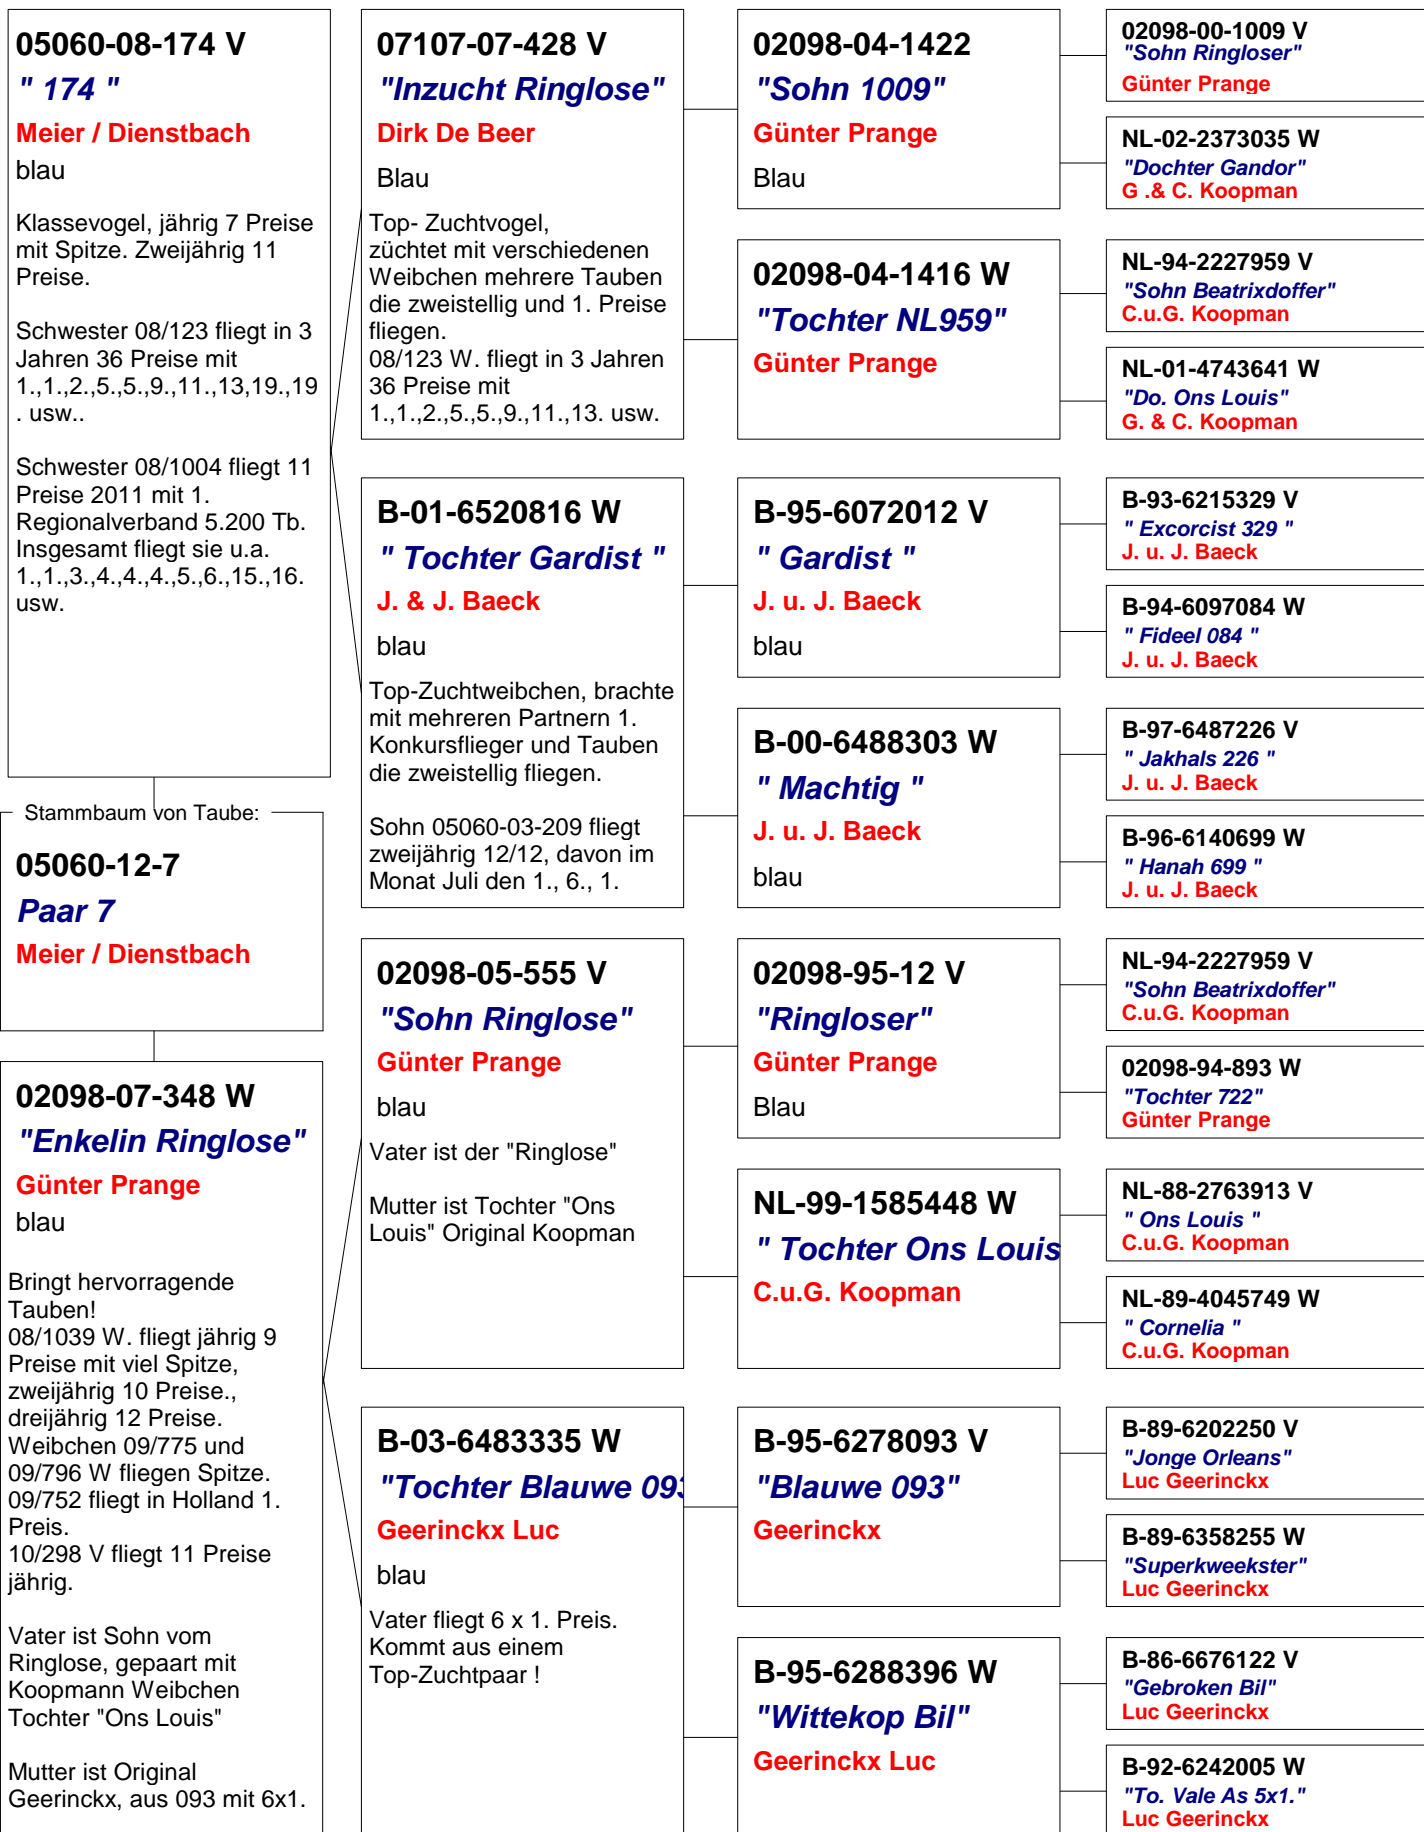 05060-08-174 V
" 174 "
Meier / Dienstbach
blau
Klassevogel, jährig 7 Preise
mit Spitze. Zweijährig 11
Preise.
Schwester 08/123 fliegt in 3
Jahren 36 Preise mit
1.,1.,2.,5.,5.,9.,11.,13,19.,19
. usw..
Schwester 08/1004 fliegt 11
Preise 2011 mit 1.
Regionalverband 5.200 Tb.
Insgesamt fliegt sie u.a.
1.,1.,3.,4.,4.,4.,5.,6.,15.,16.
usw.
Stammbaum von Taube:
05060-12-7
Paar 7
Meier / Dienstbach
02098-07-348 W
"Enkelin Ringlose"
Günter Prange
blau
Bringt hervorragende
Tauben!
08/1039 W. fliegt jährig 9
Preise mit viel Spitze,
zweijährig 10 Preise.,
dreijährig 12 Preise.
Weibchen 09/775 und
09/796 W fliegen Spitze.
09/752 fliegt in Holland 1.
Preis.
10/298 V fliegt 11 Preise
jährig.
Vater ist Sohn vom
Ringlose, gepaart mit
Koopmann Weibchen
Tochter "Ons Louis"
Mutter ist Original
Geerinckx, aus 093 mit 6x1.
07107-07-428 V
"Inzucht Ringlose"
Dirk De Beer
Blau
Top- Zuchtvogel,
züchtet mit verschiedenen
Weibchen mehrere Tauben
die zweistellig und 1. Preise
fliegen.
08/123 W. fliegt in 3 Jahren
36 Preise mit
1.,1.,2.,5.,5.,9.,11.,13. usw.
B-01-6520816 W
" Tochter Gardist "
J. & J. Baeck
blau
Top-Zuchtweibchen, brachte
mit mehreren Partnern 1.
Konkursflieger und Tauben
die zweistellig fliegen.
Sohn 05060-03-209 fliegt
zweijährig 12/12, davon im
Monat Juli den 1., 6., 1.
02098-05-555 V
"Sohn Ringlose"
Günter Prange
blau
Vater ist der "Ringlose"
Mutter ist Tochter "Ons
Louis" Original Koopman
B-03-6483335 W
"Tochter Blauwe 093
Geerinckx Luc
blau
Vater fliegt 6 x 1. Preis.
Kommt aus einem
Top-Zuchtpaar !
02098-04-1422
"Sohn 1009"
Günter Prange
Blau
02098-04-1416 W
"Tochter NL959"
Günter Prange
B-95-6072012 V
" Gardist "
J. u. J. Baeck
blau
B-00-6488303 W
" Machtig "
J. u. J. Baeck
blau
02098-95-12 V
"Ringloser"
Günter Prange
Blau
NL-99-1585448 W
" Tochter Ons Louis
C.u.G. Koopman
B-95-6278093 V
"Blauwe 093"
Geerinckx
B-95-6288396 W
"Wittekop Bil"
Geerinckx Luc
02098-00-1009 V
"Sohn Ringloser"
Günter Prange
NL-02-2373035 W
"Dochter Gandor"
G .& C. Koopman
NL-94-2227959 V
"Sohn Beatrixdoffer"
C.u.G. Koopman
NL-01-4743641 W
"Do. Ons Louis"
G. & C. Koopman
B-93-6215329 V
" Excorcist 329 "
J. u. J. Baeck
B-94-6097084 W
" Fideel 084 "
J. u. J. Baeck
B-97-6487226 V
" Jakhals 226 "
J. u. J. Baeck
B-96-6140699 W
" Hanah 699 "
J. u. J. Baeck
NL-94-2227959 V
"Sohn Beatrixdoffer"
C.u.G. Koopman
02098-94-893 W
"Tochter 722"
Günter Prange
NL-88-2763913 V
" Ons Louis "
C.u.G. Koopman
NL-89-4045749 W
" Cornelia "
C.u.G. Koopman
B-89-6202250 V
"Jonge Orleans"
Luc Geerinckx
B-89-6358255 W
"Superkweekster"
Luc Geerinckx
B-86-6676122 V
"Gebroken Bil"
Luc Geerinckx
B-92-6242005 W
"To. Vale As 5x1."
Luc Geerinckx